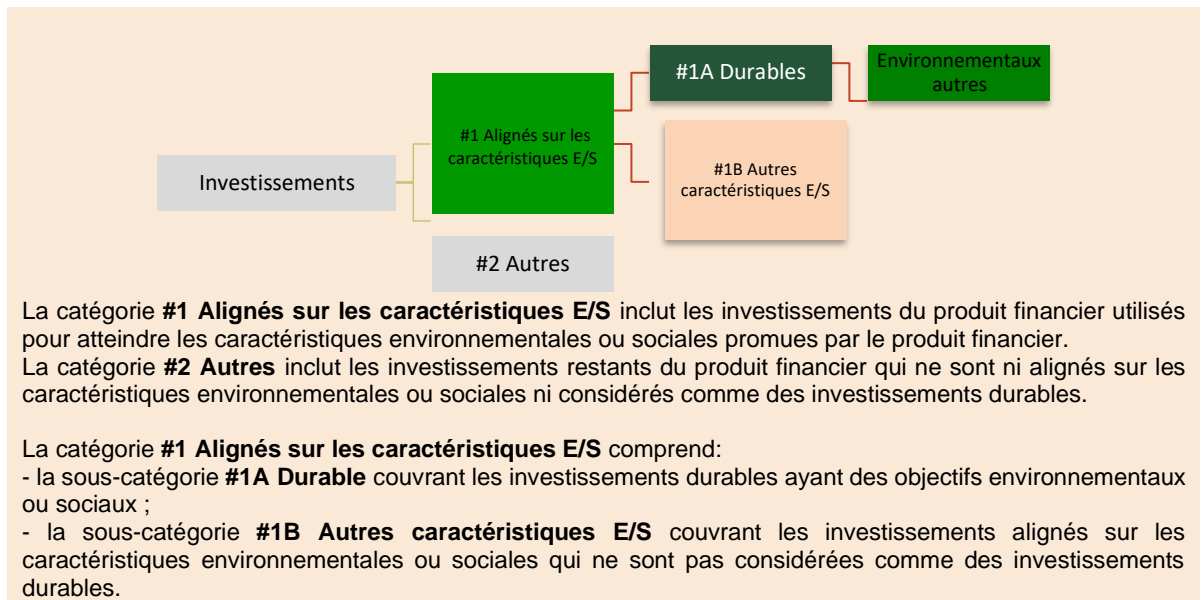 #1A Durables
Environnementaux
autres
#1 Alignés sur les
caractéristiques E/S
#1B Autres
caractéristiques E/S
Investissements
#2 Autres
La catégorie #1 Alignés sur les caractéristiques E/S inclut les investissements du produit financier utilisés
pour atteindre les caractéristiques environnementales ou sociales promues par le produit financier.
La catégorie #2 Autres inclut les investissements restants du produit financier qui ne sont ni alignés sur les
caractéristiques environnementales ou sociales ni considérés comme des investissements durables.
La catégorie #1 Alignés sur les caractéristiques E/S comprend:
- la sous-catégorie #1A Durable couvrant les investissements durables ayant des objectifs environnementaux
ou sociaux ;
- la sous-catégorie #1B Autres caractéristiques E/S couvrant les investissements alignés sur les
caractéristiques environnementales ou sociales qui ne sont pas considérées comme des investissements
durables.